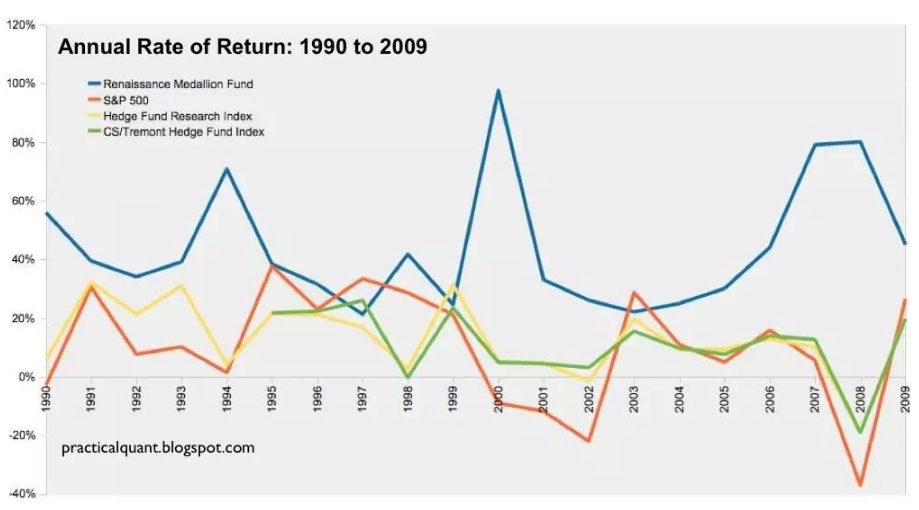 Annual Rate of Return: 1990 to 2009
Renaissance Medallion Fund
S&P 500
Hedge Fund Research Index
CS/Tremont Hedge Fund Index
120%
100%
80%
60%
40%
20%
0%
-20%
-40%
1990 1991 1992 1993 1994 1995 1996 1997 1998 1999 2000 2001 2002 2003 2004 2005 2006 2007 2008 2009
practicalquant.blogspot.com